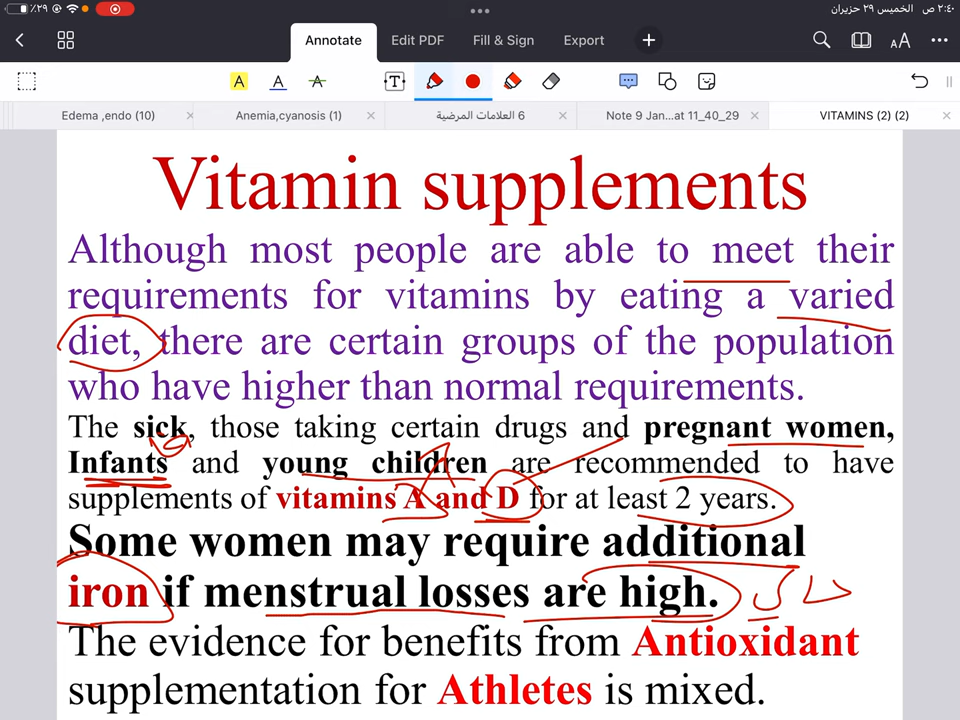 ٪٢٩
٢:٤٠ ص الخميس ٢٩ حزيران
Annotate Edit PDF Fill & Sign Export
A A A T AA
Edema ,endo (10) Anemia,cyanosis (1) 6 العلامات المرضية Note 9 Jan...at 11_40_29 VITAMINS (2) (2)
Vitamin supplements
Although most people are able to meet their
requirements for vitamins by eating a varied
diet, there are certain groups of the population
who have higher than normal requirements.
The sick, those taking certain drugs and pregnant women,
Infants and young children are recommended to have
supplements of vitamins A and D for at least 2 years.
Some women may require additional
iron if menstrual losses are high.
The evidence for benefits from Antioxidant
supplementation for Athletes is mixed.